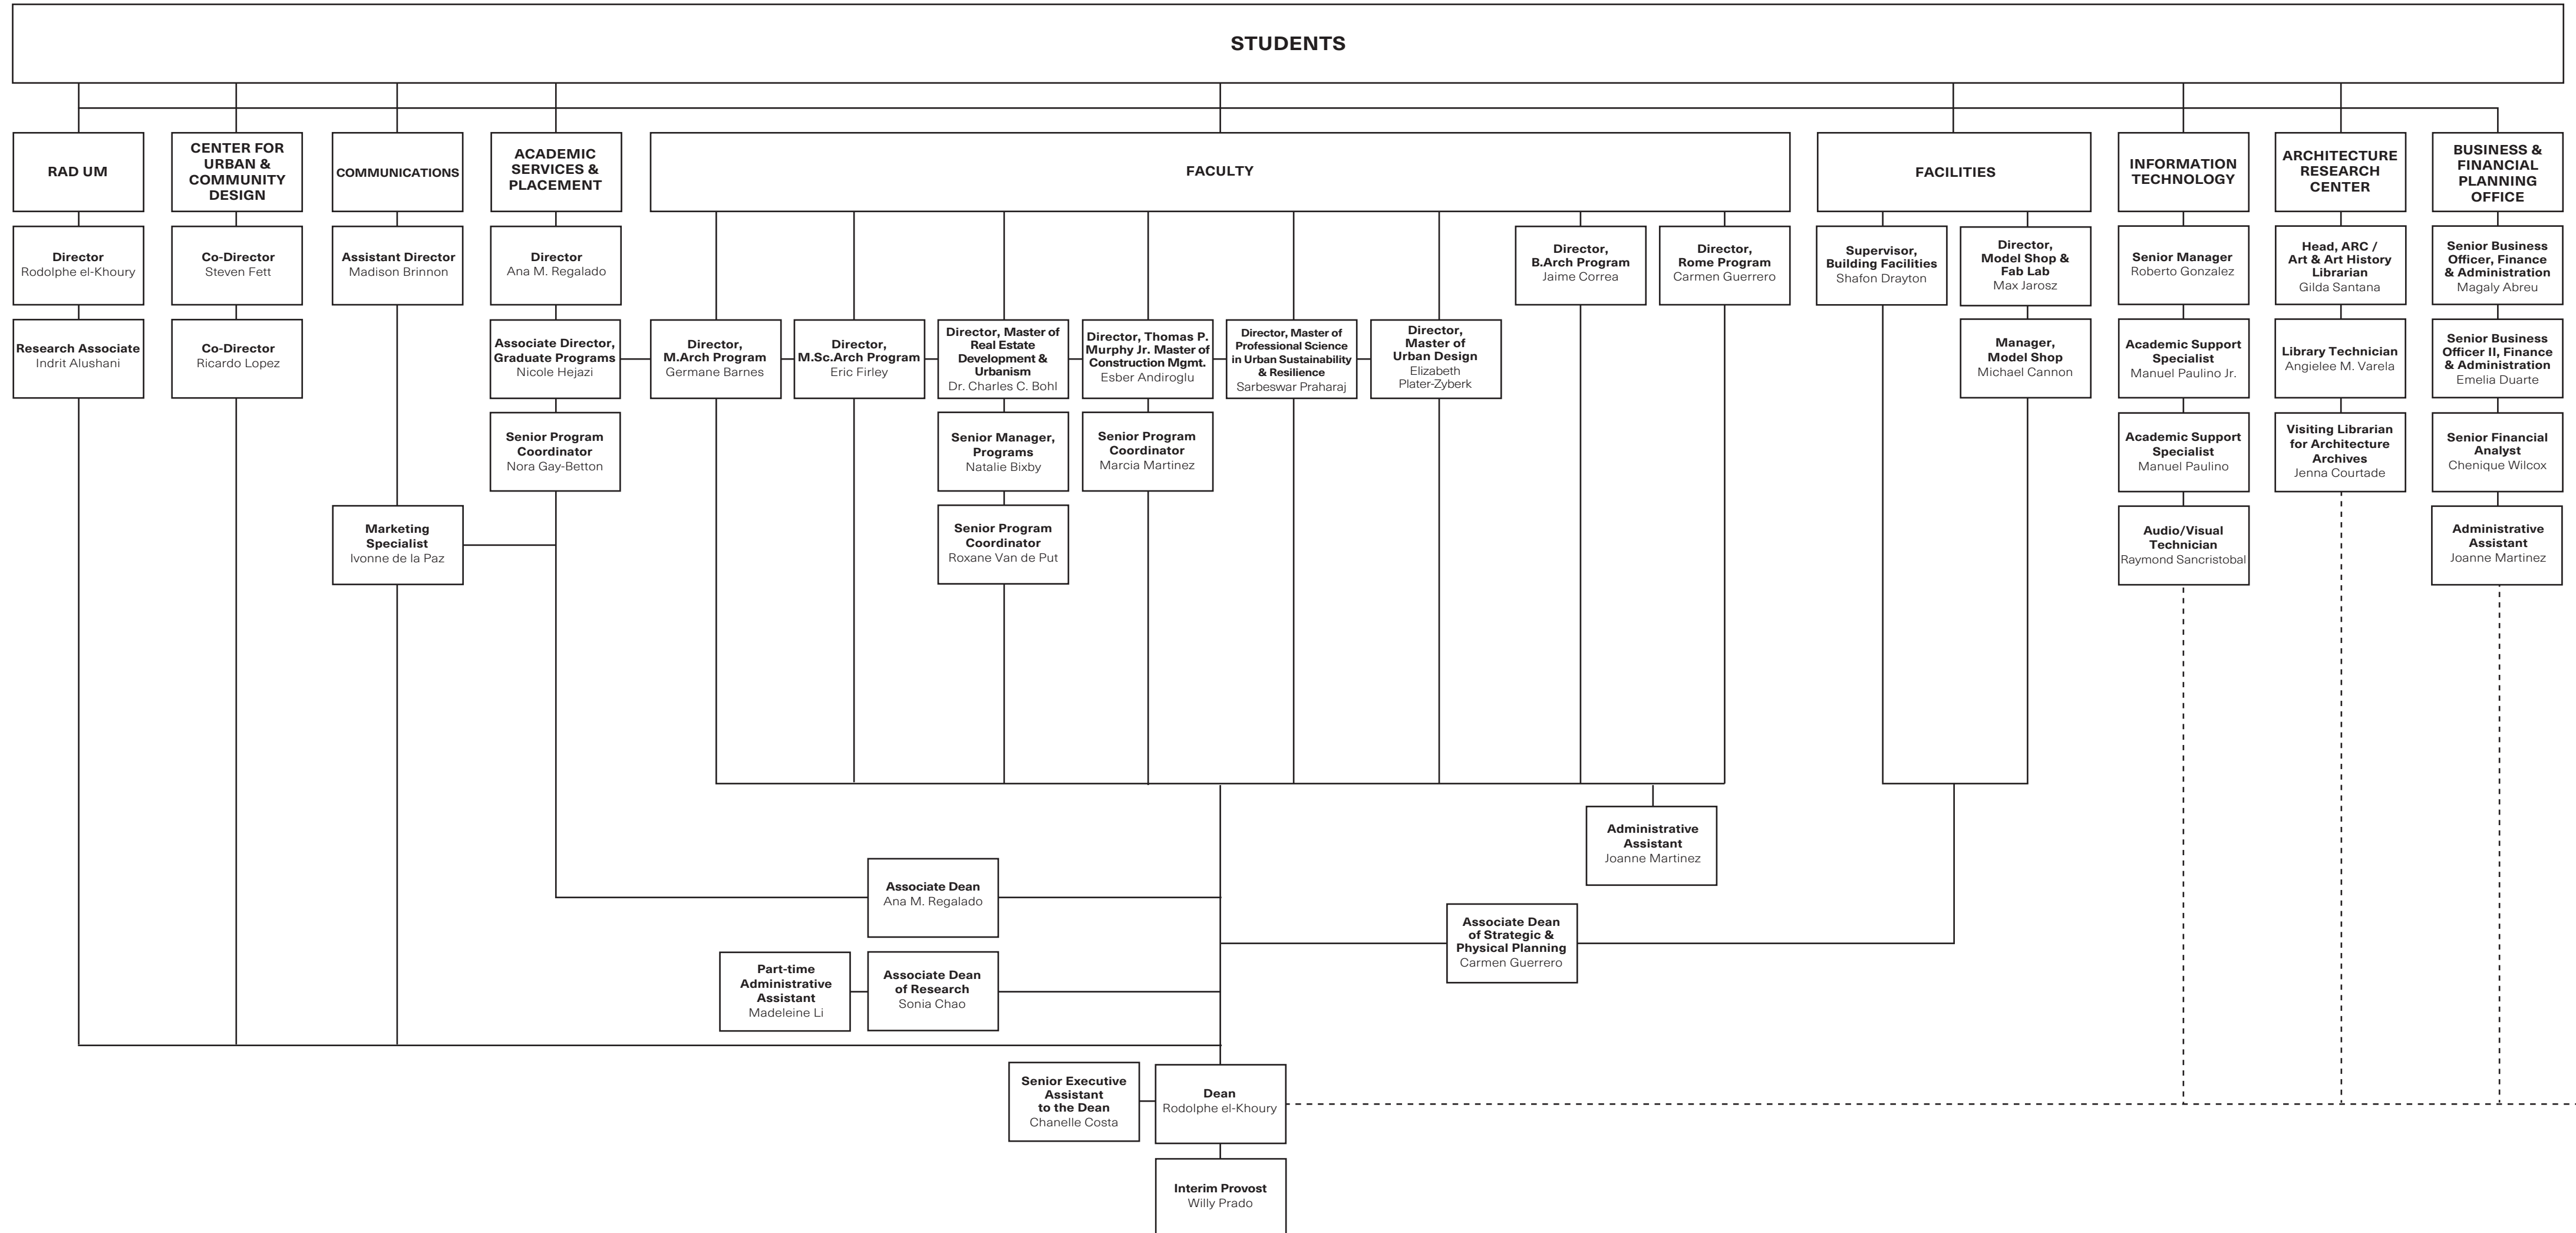 STUDENTS
RAD UM
CENTER FOR
URBAN &
COMMUNITY
DESIGN
COMMUNICATIONS
ACADEMIC
SERVICES &
PLACEMENT
FACULTY
FACILITIES
INFORMATION
TECHNOLOGY
ARCHITECTURE
RESEARCH
CENTER
BUSINESS &
FINANCIAL
PLANNING
OFFICE
Director
Rodolphe el-Khoury
Co-Director
Steven Fett
Assistant Director
Madison Brinnon
Director
Ana M. Regalado
Director,
B.Arch Program
Jaime Correa
Director,
Rome Program
Carmen Guerrero
Supervisor,
Building Facilities
Shafon Drayton
Director,
Model Shop &
Fab Lab
Max Jarosz
Senior Manager
Roberto Gonzalez
Head, ARC /
Art & Art History
Librarian
Gilda Santana
Senior Business
Officer, Finance
& Administration
Magaly Abreu
Research Associate
Indrit Alushani
Co-Director
Ricardo Lopez
Associate Director,
Graduate Programs
Nicole Hejazi
Director,
M.Arch Program
Germane Barnes
Director,
M.Sc.Arch Program
Eric Firley
Director, Master of
Real Estate
Development &
Urbanism
Dr. Charles C. Bohl
Director, Thomas P.
Murphy Jr. Master of
Construction Mgmt.
Esber Andiroglu
Director, Master of
Professional Science
in Urban Sustainability
& Resilience
Sarbeswar Praharaj
Director,
Master of
Urban Design
Elizabeth
Plater-Zyberk
Manager,
Model Shop
Michael Cannon
Academic Support
Specialist
Manuel Paulino Jr.
Library Technician
Angielee M. Varela
Senior Business
Officer II, Finance
& Administration
Emelia Duarte
Senior Program
Coordinator
Nora Gay-Betton
Senior Manager,
Programs
Natalie Bixby
Senior Program
Coordinator
Marcia Martinez
Academic Support
Specialist
Manuel Paulino
Visiting Librarian
for Architecture
Archives
Jenna Courtade
Senior Financial
Analyst
Chenique Wilcox
Marketing
Specialist
Ivonne de la Paz
Senior Program
Coordinator
Roxane Van de Put
Audio/Visual
Technician
Raymond Sancristobal
Administrative
Assistant
Joanne Martinez
Administrative
Assistant
Joanne Martinez
Associate Dean
Ana M. Regalado
Associate Dean
of Strategic &
Physical Planning
Carmen Guerrero
Part-time
Administrative
Assistant
Madeleine Li
Associate Dean
of Research
Sonia Chao
Senior Executive
Assistant
to the Dean
Chanelle Costa
Dean
Rodolphe el-Khoury
Interim Provost
Willy Prado